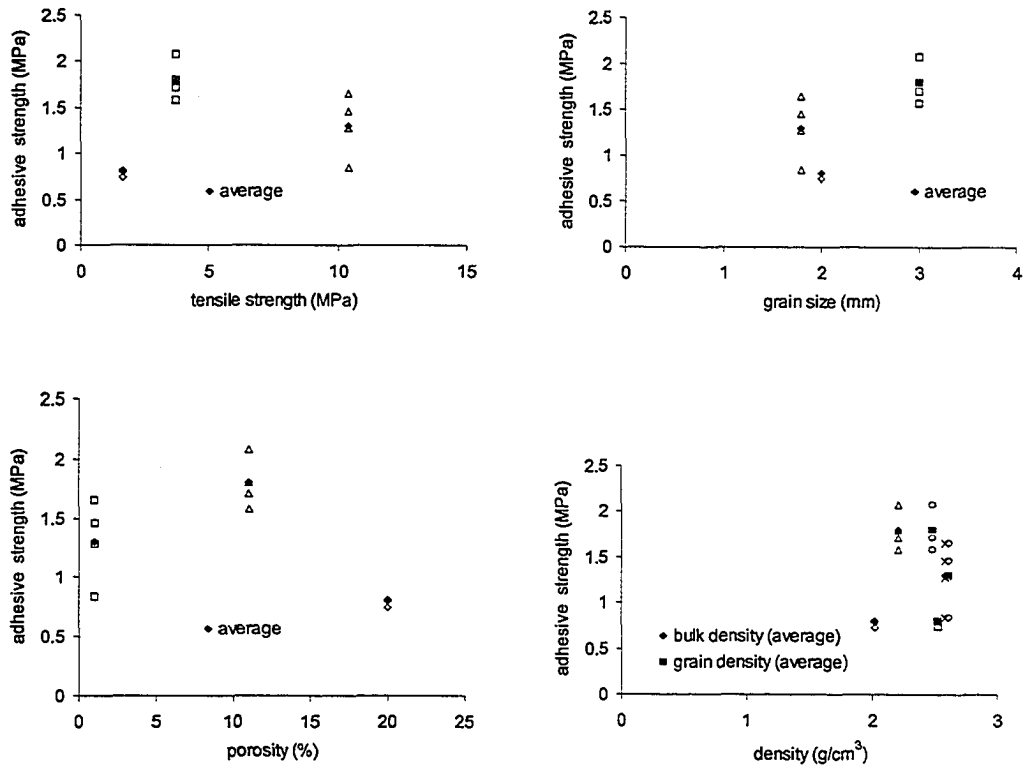 2.5
2
1.5
1
0.5
0
adhesive strength (MPa)
average
0 5 10 15
tensile strength (MPa)
2.5
2
1.5
1
0.5
0
adhesive strength (MPa)
average
0 1 2 3 4
grain size (mm)
2.5
2
1.5
1
0.5
0
adhesive strength (MPa)
average
0 5 10 15 20 25
porosity (%)
2.5
2
1.5
1
0.5
0
adhesive strength (MPa)
bulk density (average)
grain density (average)
0 1 2 3
density (g/cm³)